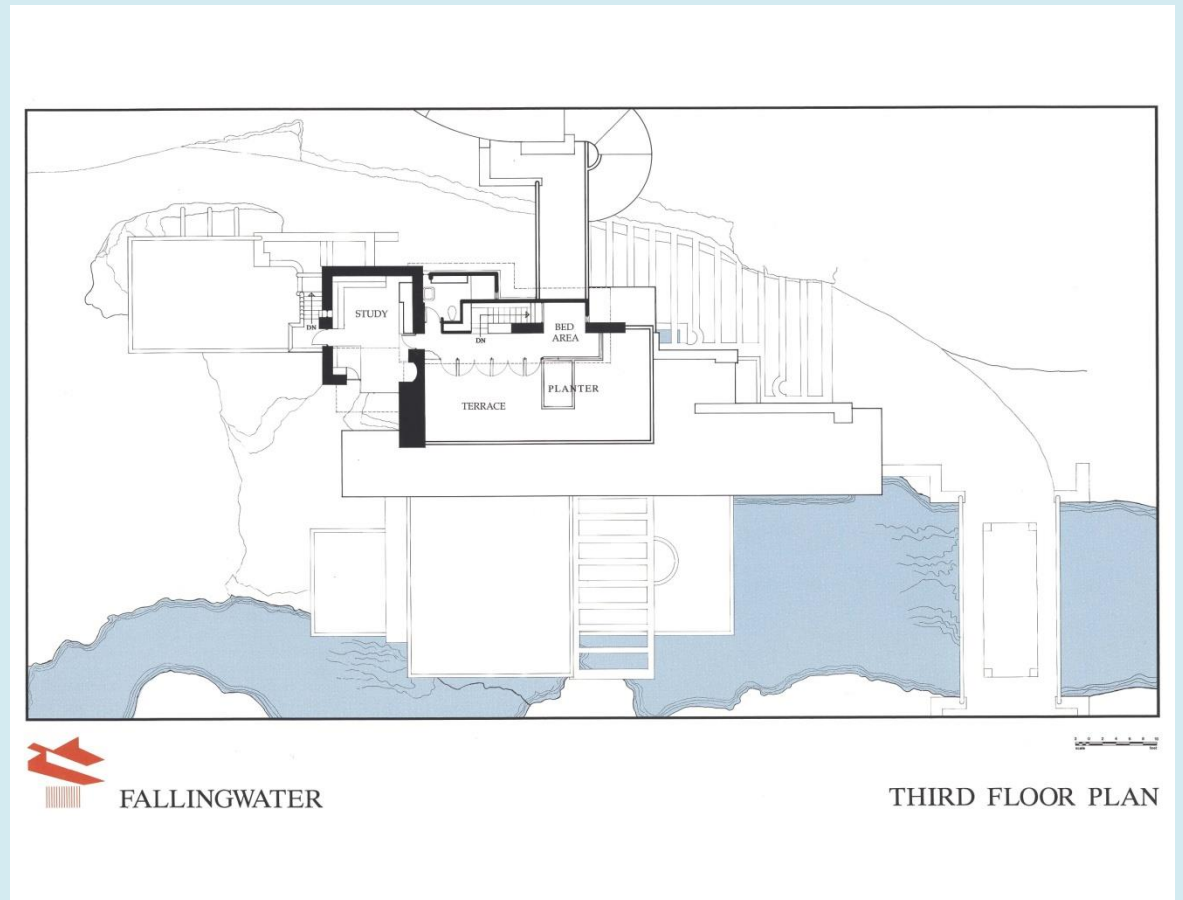 STUDY
DN
BED
AREA
DN
PLANTER
TERRACE
FALLINGWATER
THIRD FLOOR PLAN